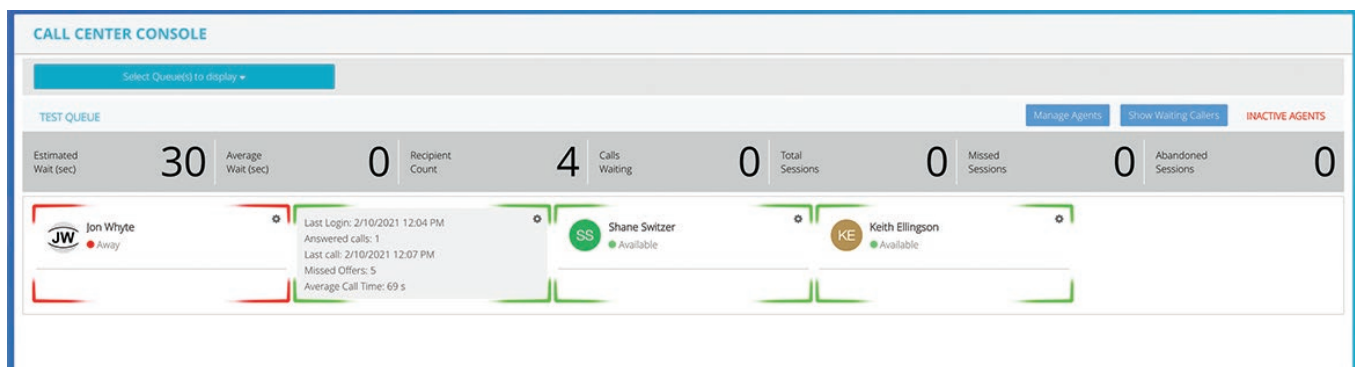 CALL CENTER CONSOLE
Select Queue(s) to display
TEST QUEUE
Manage Agents
Show Waiting Callers
INACTIVE AGENTS
Estimated
Wait (sec)
30
Average
Wait (sec)
0
Recipient
Count
4
Calls
Waiting
0
Total
Sessions
0
Missed
Sessions
0
Abandoned
Sessions
0
JW
Jon Whyte
Away
Last Login: 2/10/2021 12:04 PM
Answered calls: 1
Last call: 2/10/2021 12:07 PM
Missed Offers: 5
Average Call Time: 69 s
SS
Shane Switzer
Available
KE
Keith Ellingson
Available